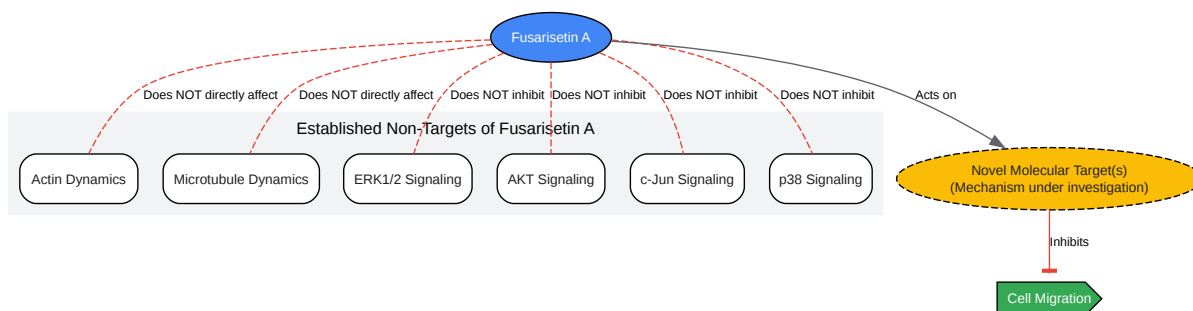 Fusarisetin A
Does NOT directly affect
Does NOT directly affect
Does NOT inhibit
Does NOT inhibit
Does NOT inhibit
Does NOT inhibit
Acts on
Established Non-Targets of Fusarisetin A
Actin Dynamics
Microtubule Dynamics
ERK1/2 Signaling
AKT Signaling
c-Jun Signaling
p38 Signaling
Novel Molecular Target(s)
(Mechanism under investigation)
Inhibits
Cell Migration